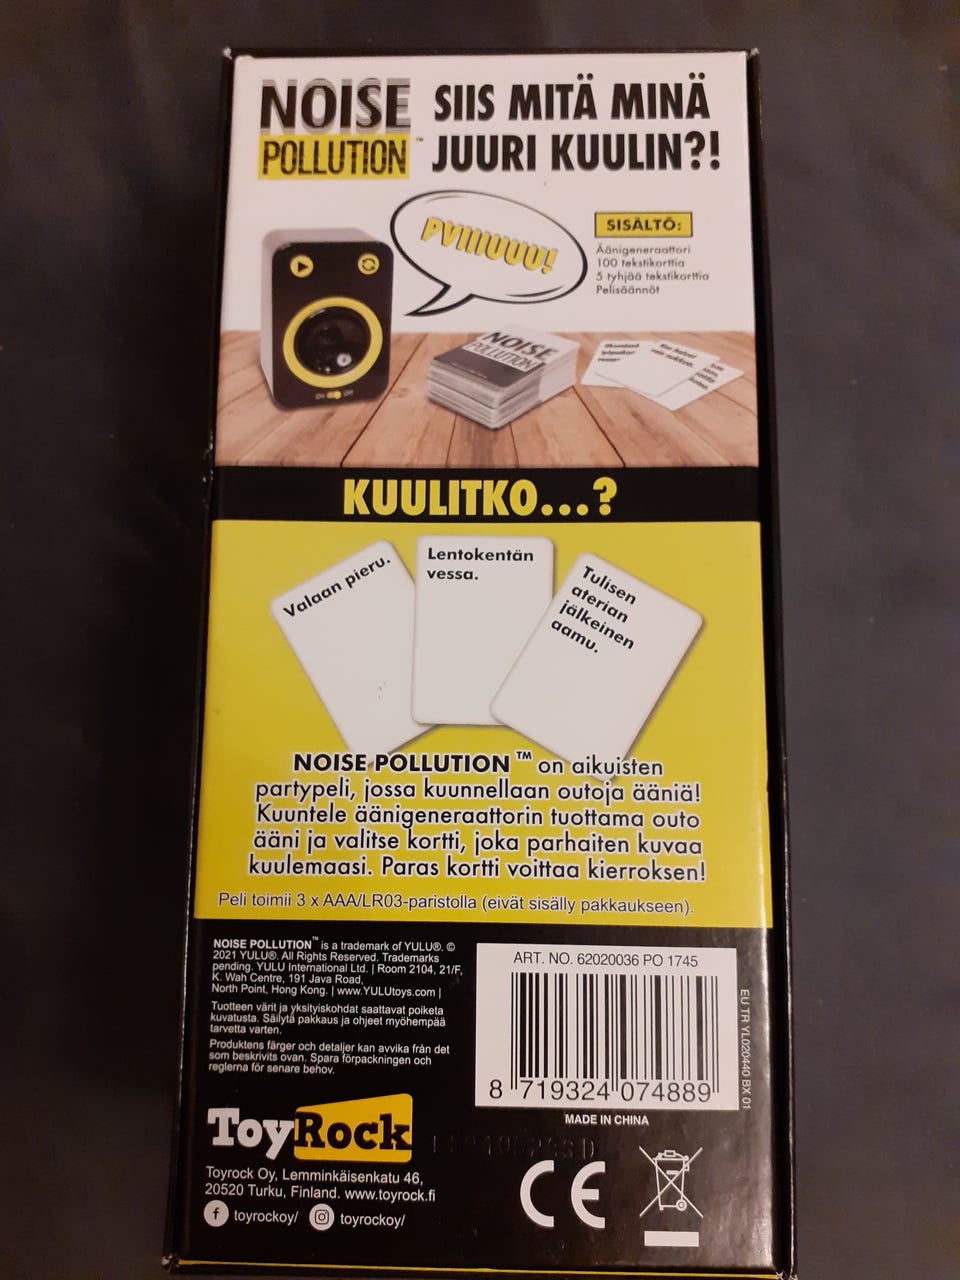 NOISE
POLLUTION™
SIIS MITÄ MINÄ
JUURI KUULIN?!
PVIIIUUU!
SISÄLTÖ:
Äänigeneraattori
100 tekstikorttia
5 tyhjää tekstikorttia
Pelisäännöt
On Off
NOISE
POLLUTION
KUULITKO...?
Valaan pieru.
Lentokentän
vessa.
Tulisen
aterian
jälkeinen
aamu.
NOISE POLLUTION™ on aikuisten
partypeli, jossa kuunnellaan outoja ääniä!
Kuuntele äänigeneraattorin tuottama outo
ääni ja valitse kortti, joka parhaiten kuvaa
kuulemaasi. Paras kortti voittaa kierroksen!
Peli toimii 3 x AAA/LR03-paristolla (eivät sisälly pakkaukseen).
NOISE POLLUTION™ is a trademark of YULU®. ©
2021 YULU®. All Rights Reserved. Trademarks
pending. YULU International Ltd. | Room 2104, 21/F,
K. Wah Centre, 191 Java Road,
North Point, Hong Kong. | www.YULUtoys.com |
Tuotteen värit ja yksityiskohdat saattavat poiketa
kuvatusta. Säilytä pakkaus ja ohjeet myöhempää
tarvetta varten.
Produktens färger och detaljer kan avvika från det
som beskrivits ovan. Spara förpackningen och
reglerna för senare behov.
ART. NO. 62020036 PO 1745
8 719324 074889
EU TR YL020440 BX 01
MADE IN CHINA
ToyRock
Toyrock Oy, Lemminkäisenkatu 46,
20520 Turku, Finland. www.toyrock.fi
toyrockoy/ toyrockoy/
CE